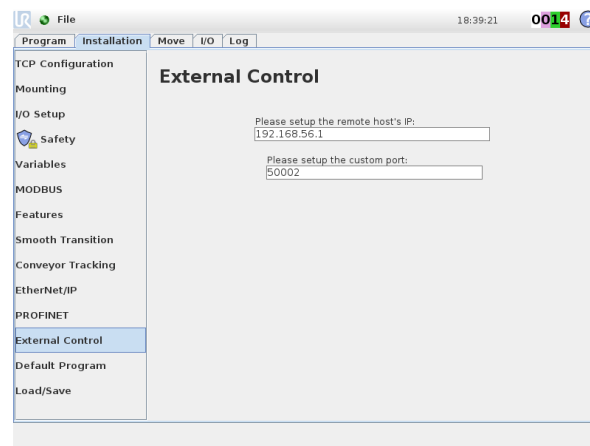 UR File 18:39:21 0014 ?
Program Installation Move I/O Log
TCP Configuration
Mounting
I/O Setup
Safety
Variables
MODBUS
Features
Smooth Transition
Conveyor Tracking
EtherNet/IP
PROFINET
External Control
Default Program
Load/Save
External Control
Please setup the remote host's IP:
192.168.56.1
Please setup the custom port:
50002